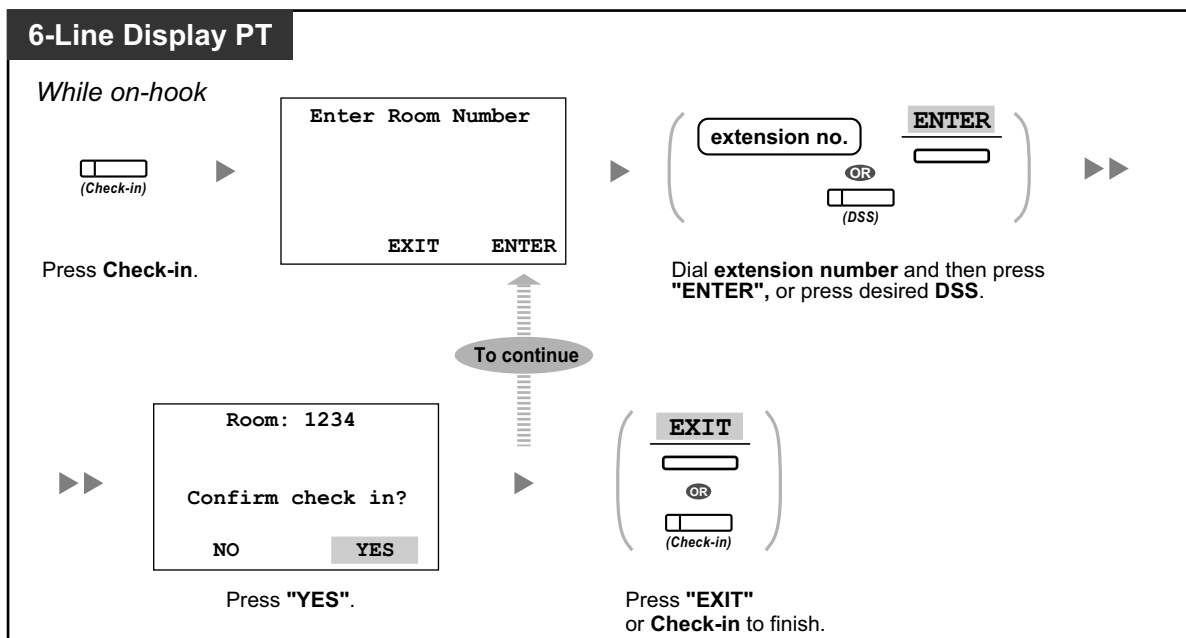 6-Line Display PT
While on-hook
(Check-in)
Press Check-in.
Enter Room Number
EXIT ENTER
extension no.
ENTER
OR
(DSS)
Dial extension number and then press
"ENTER", or press desired DSS.
To continue
Room: 1234
Confirm check in?
NO YES
Press "YES".
EXIT
OR
(Check-in)
Press "EXIT"
or Check-in to finish.